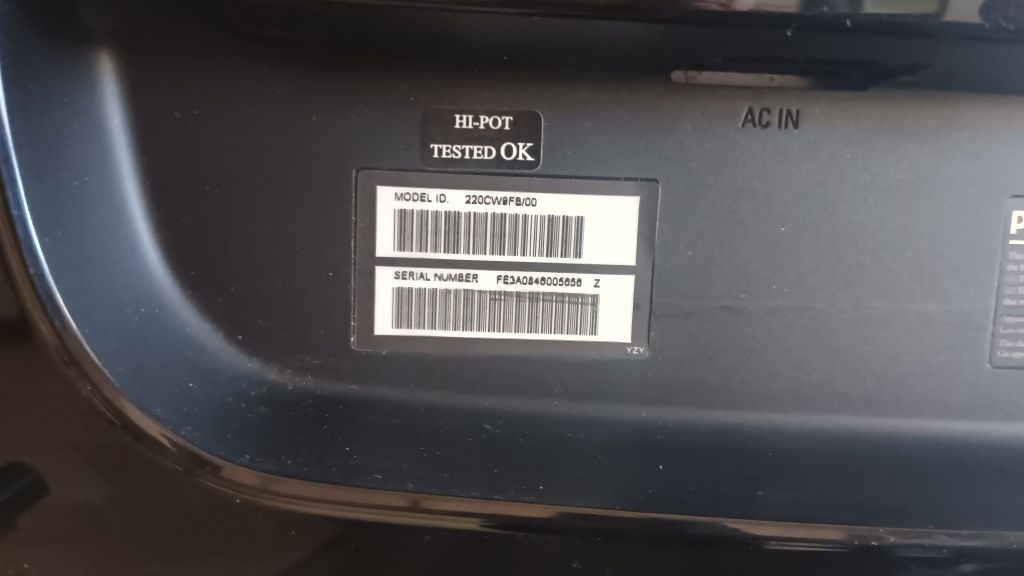 HI-POT
TESTED OK
AC IN
MODEL ID. 220CW9FB/00
SERIAL NUMBER FE3A0846005656 Z
YZY